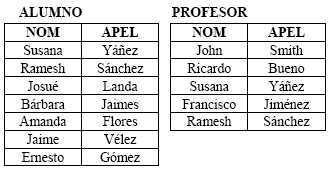 ALUMNO PROFESOR
NOM APEL NOM APEL
Susana Yáñez John Smith
Ramesh Sánchez Ricardo Bueno
Josué Landa Susana Yáñez
Bárbara Jaimes Francisco Jiménez
Amanda Flores Ramesh Sánchez
Jaime Vélez
Ernesto Gómez